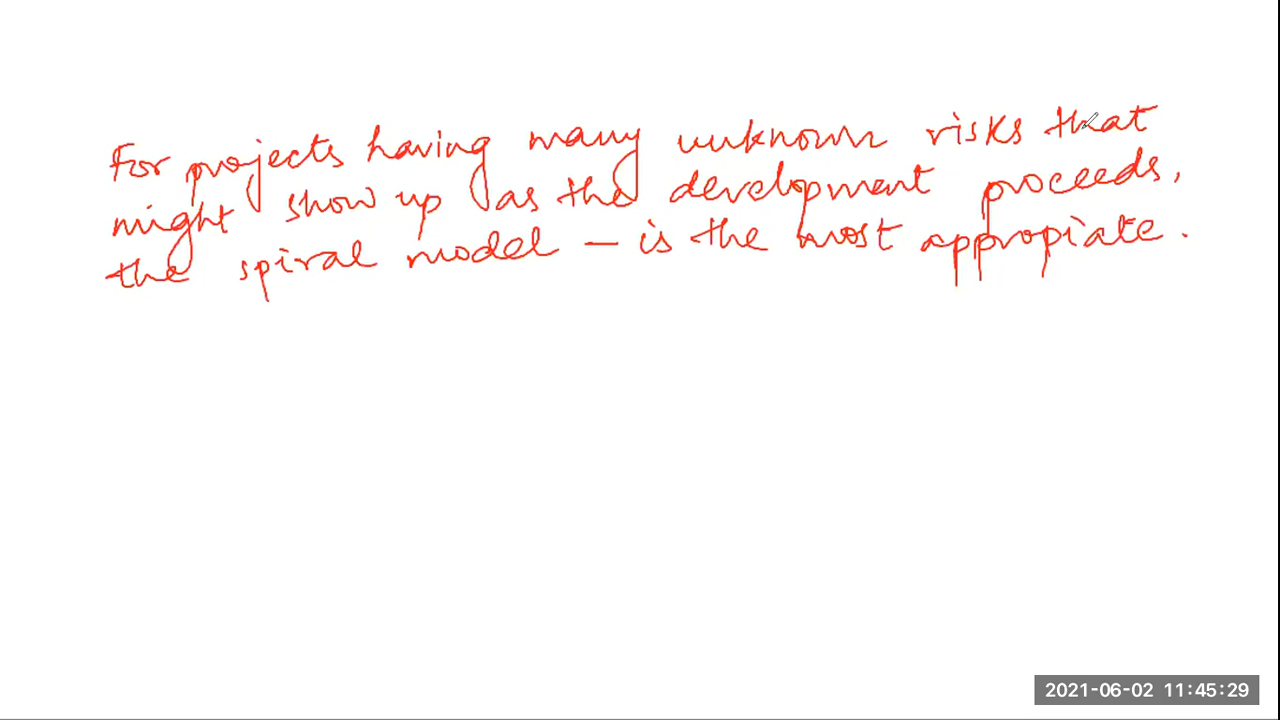 For projects having many unknown risks that
might show up as the development proceeds,
the spiral model – is the most appropiate.
2021-06-02 11:45:29